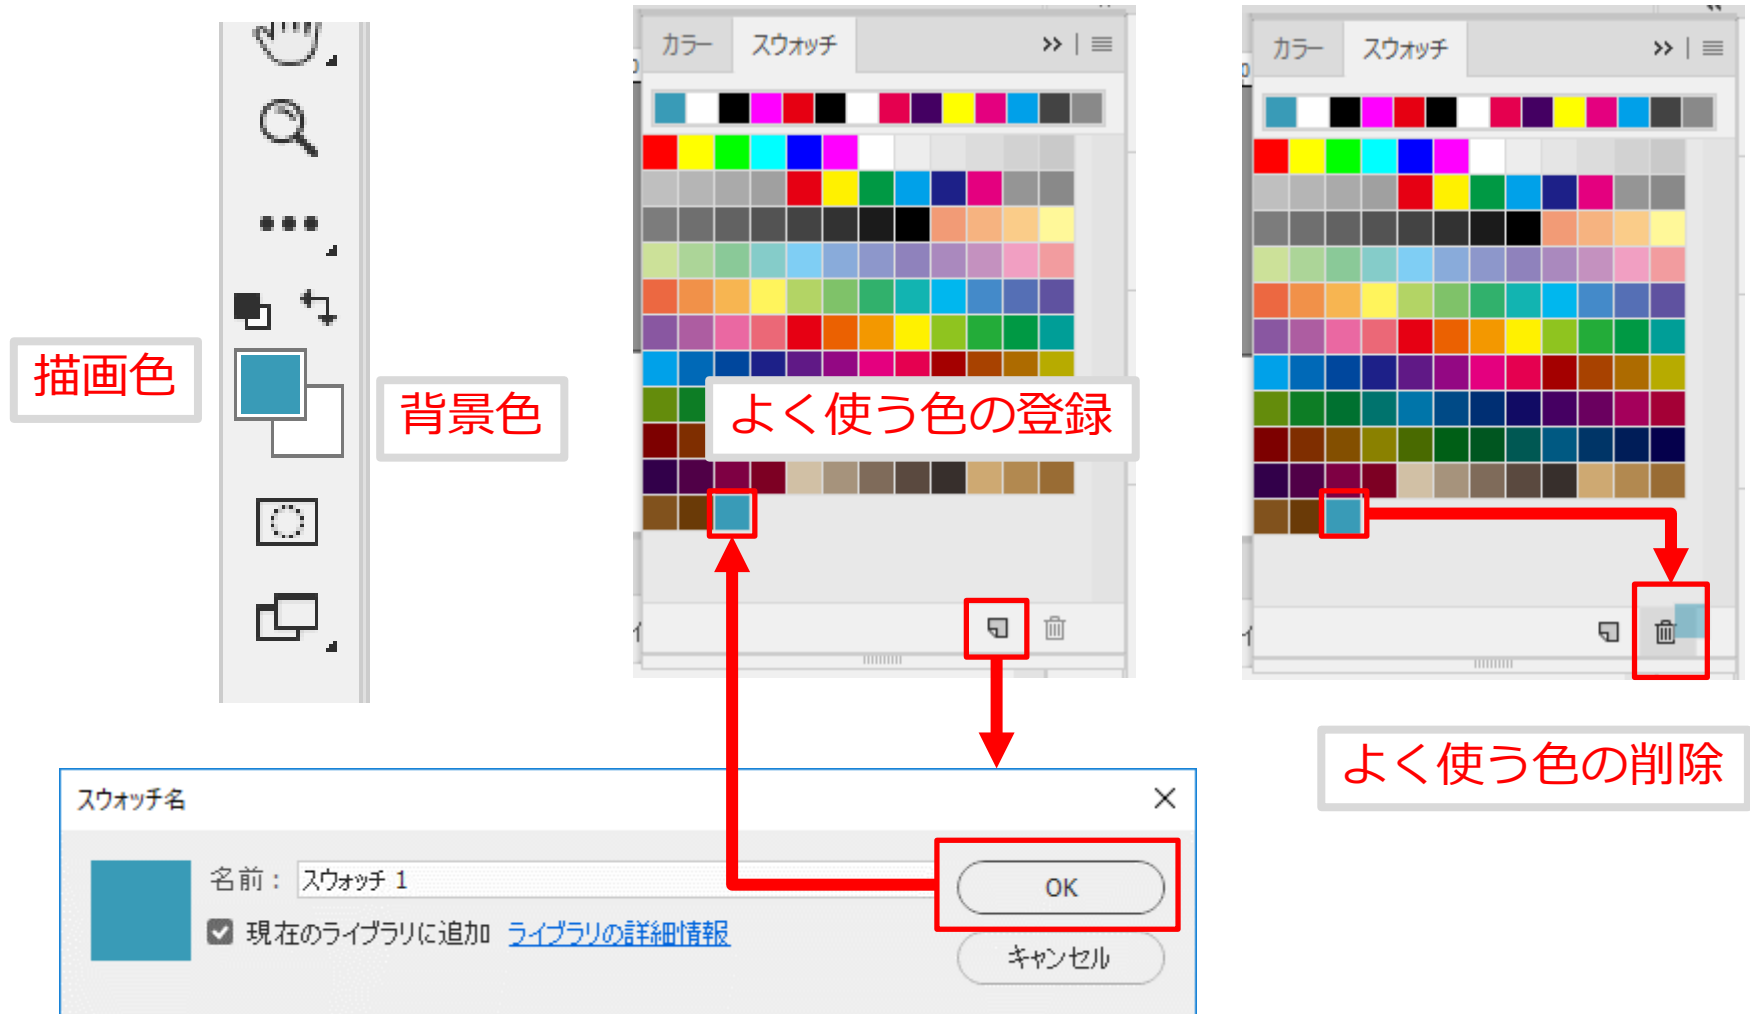 カラー
スウォッチ
カラー
スウォッチ
描画色
背景色
よく使う色の登録
よく使う色の削除
スウォッチ名
名前：
スウォッチ 1
OK
現在のライブラリに追加
ライブラリの詳細情報
キャンセル